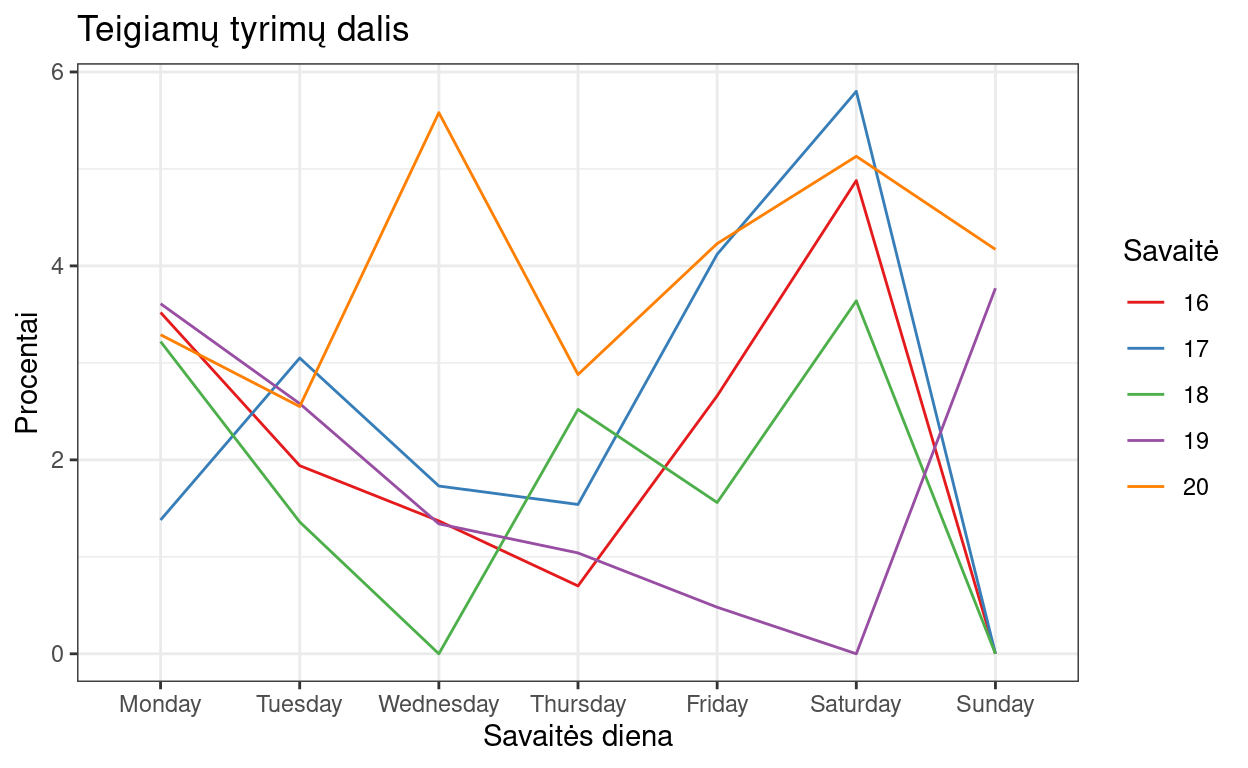 Teigiamų tyrimų dalis
Procentai
6
4
2
0
Monday Tuesday Wednesday Thursday Friday Saturday Sunday
Savaitės diena
Savaitė
16
17
18
19
20